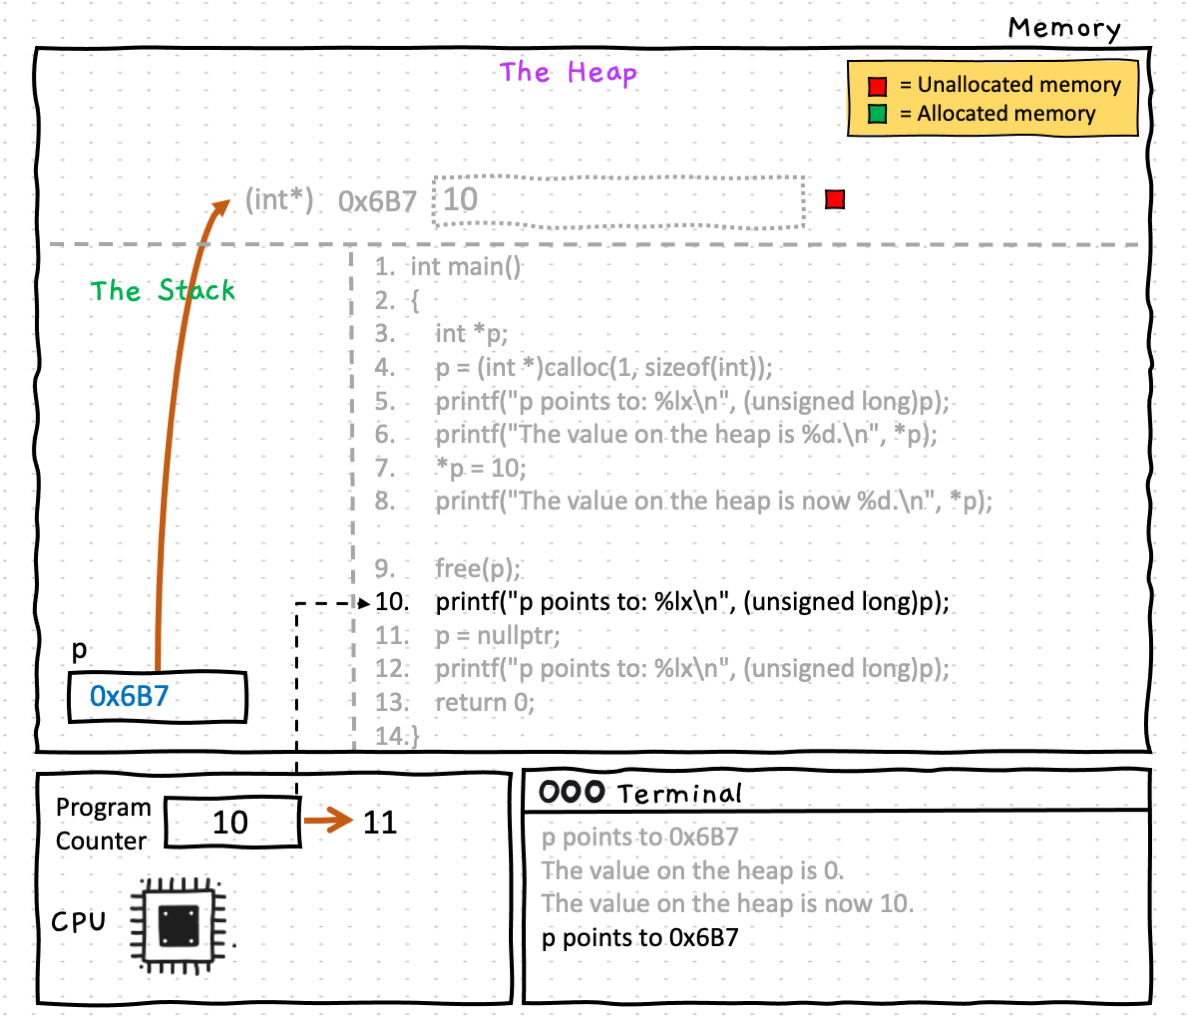 Memory
The Heap
= Unallocated memory
= Allocated memory
(int*) 0x6B7 10
The Stack
1. int main()
2. {
3. int *p;
4. p = (int *)calloc(1, sizeof(int));
5. printf("p points to: %lx\n", (unsigned long)p);
6. printf("The value on the heap is %d.\n", *p);
7. *p = 10;
8. printf("The value on the heap is now %d.\n", *p);
9. free(p);
10. printf("p points to: %lx\n", (unsigned long)p);
11. p = nullptr;
12. printf("p points to: %lx\n", (unsigned long)p);
13. return 0;
14.}
p
0x6B7
Program
Counter
10
11
CPU
Terminal
p points to 0x6B7
The value on the heap is 0.
The value on the heap is now 10.
p points to 0x6B7